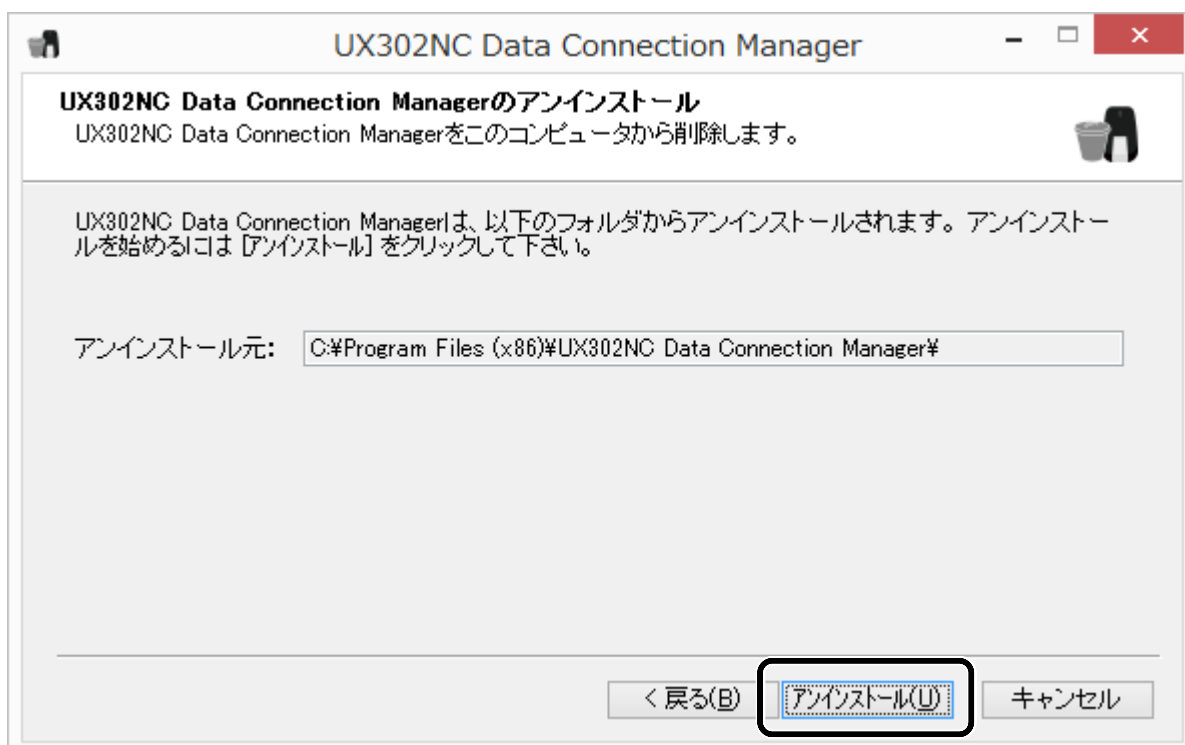 UX302NC Data Connection Manager
UX302NC Data Connection Managerのアンインストール
UX302NC Data Connection Managerをこのコンピュータから削除します。
UX302NC Data Connection Managerは、以下のフォルダからアンインストールされます。アンインストー
ルを始めるには [アンインストール] をクリックして下さい。
アンインストール元: C:¥Program Files (x86)¥UX302NC Data Connection Manager¥
< 戻る(B) アンインストール(U) キャンセル